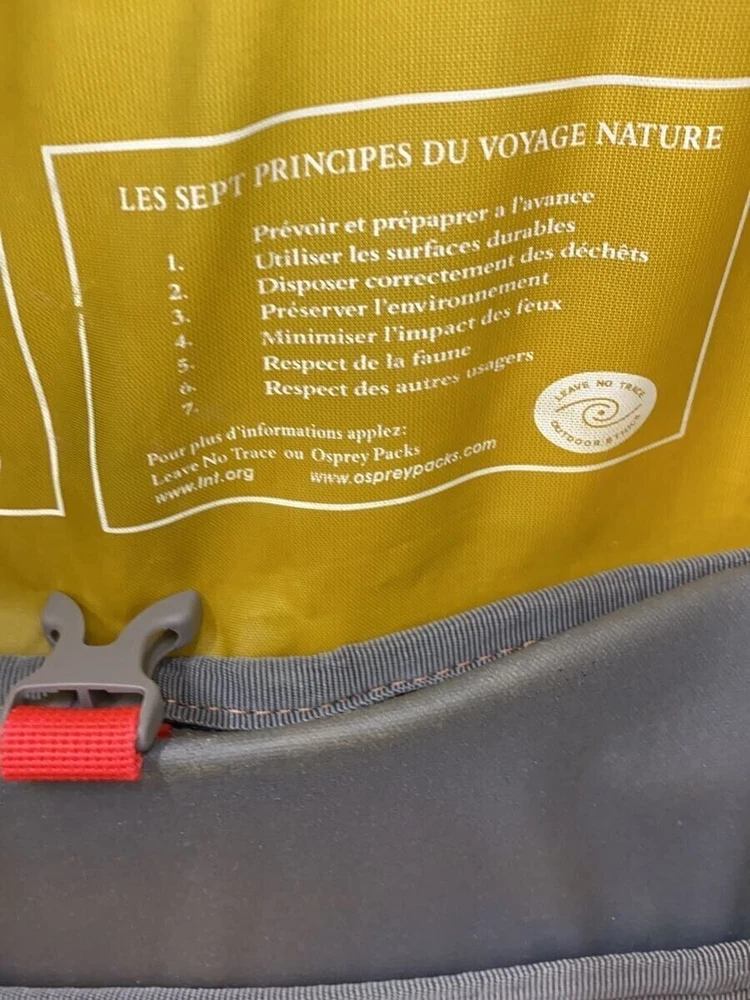 LES SEPT PRINCIPES DU VOYAGE NATURE
1. Prévoir et prépaprer a l'avance
2. Utiliser les surfaces durables
3. Disposer correctement des déchêts
4. Préserver l'environnement
5. Minimiser l'impact des feux
6. Respect de la faune
7. Respect des autres usagers
Pour plus d'informations applez:
Leave No Trace ou Osprey Packs
www.lnt.org www.ospreypacks.com
LEAVE NO TRACE
OUTDOOR ETHICS